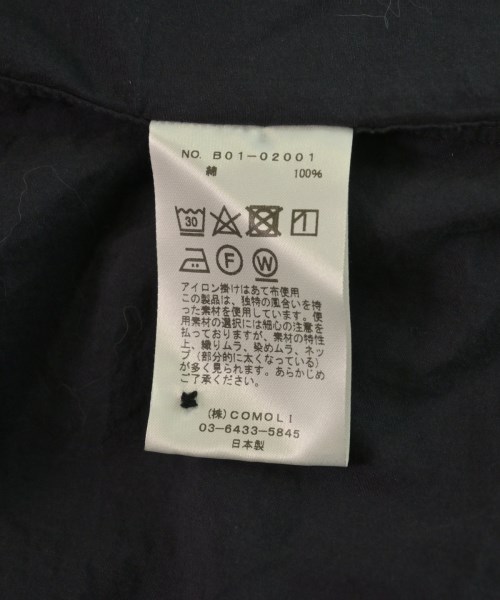 NO. B01-02001
綿 100%
30
F W
アイロン掛けはあて布使用
この製品は、独特の風合いを持
った素材を使用しています。使
用素材の選択には細心の注意を
払っておりますが、素材の特性
上、織りムラ、染めムラ、ネッ
プ（部分的に太くなっている）
が多く見られます。あらかじめ
ご了承ください。
(株)COMOLI
03-6433-5845
日本製